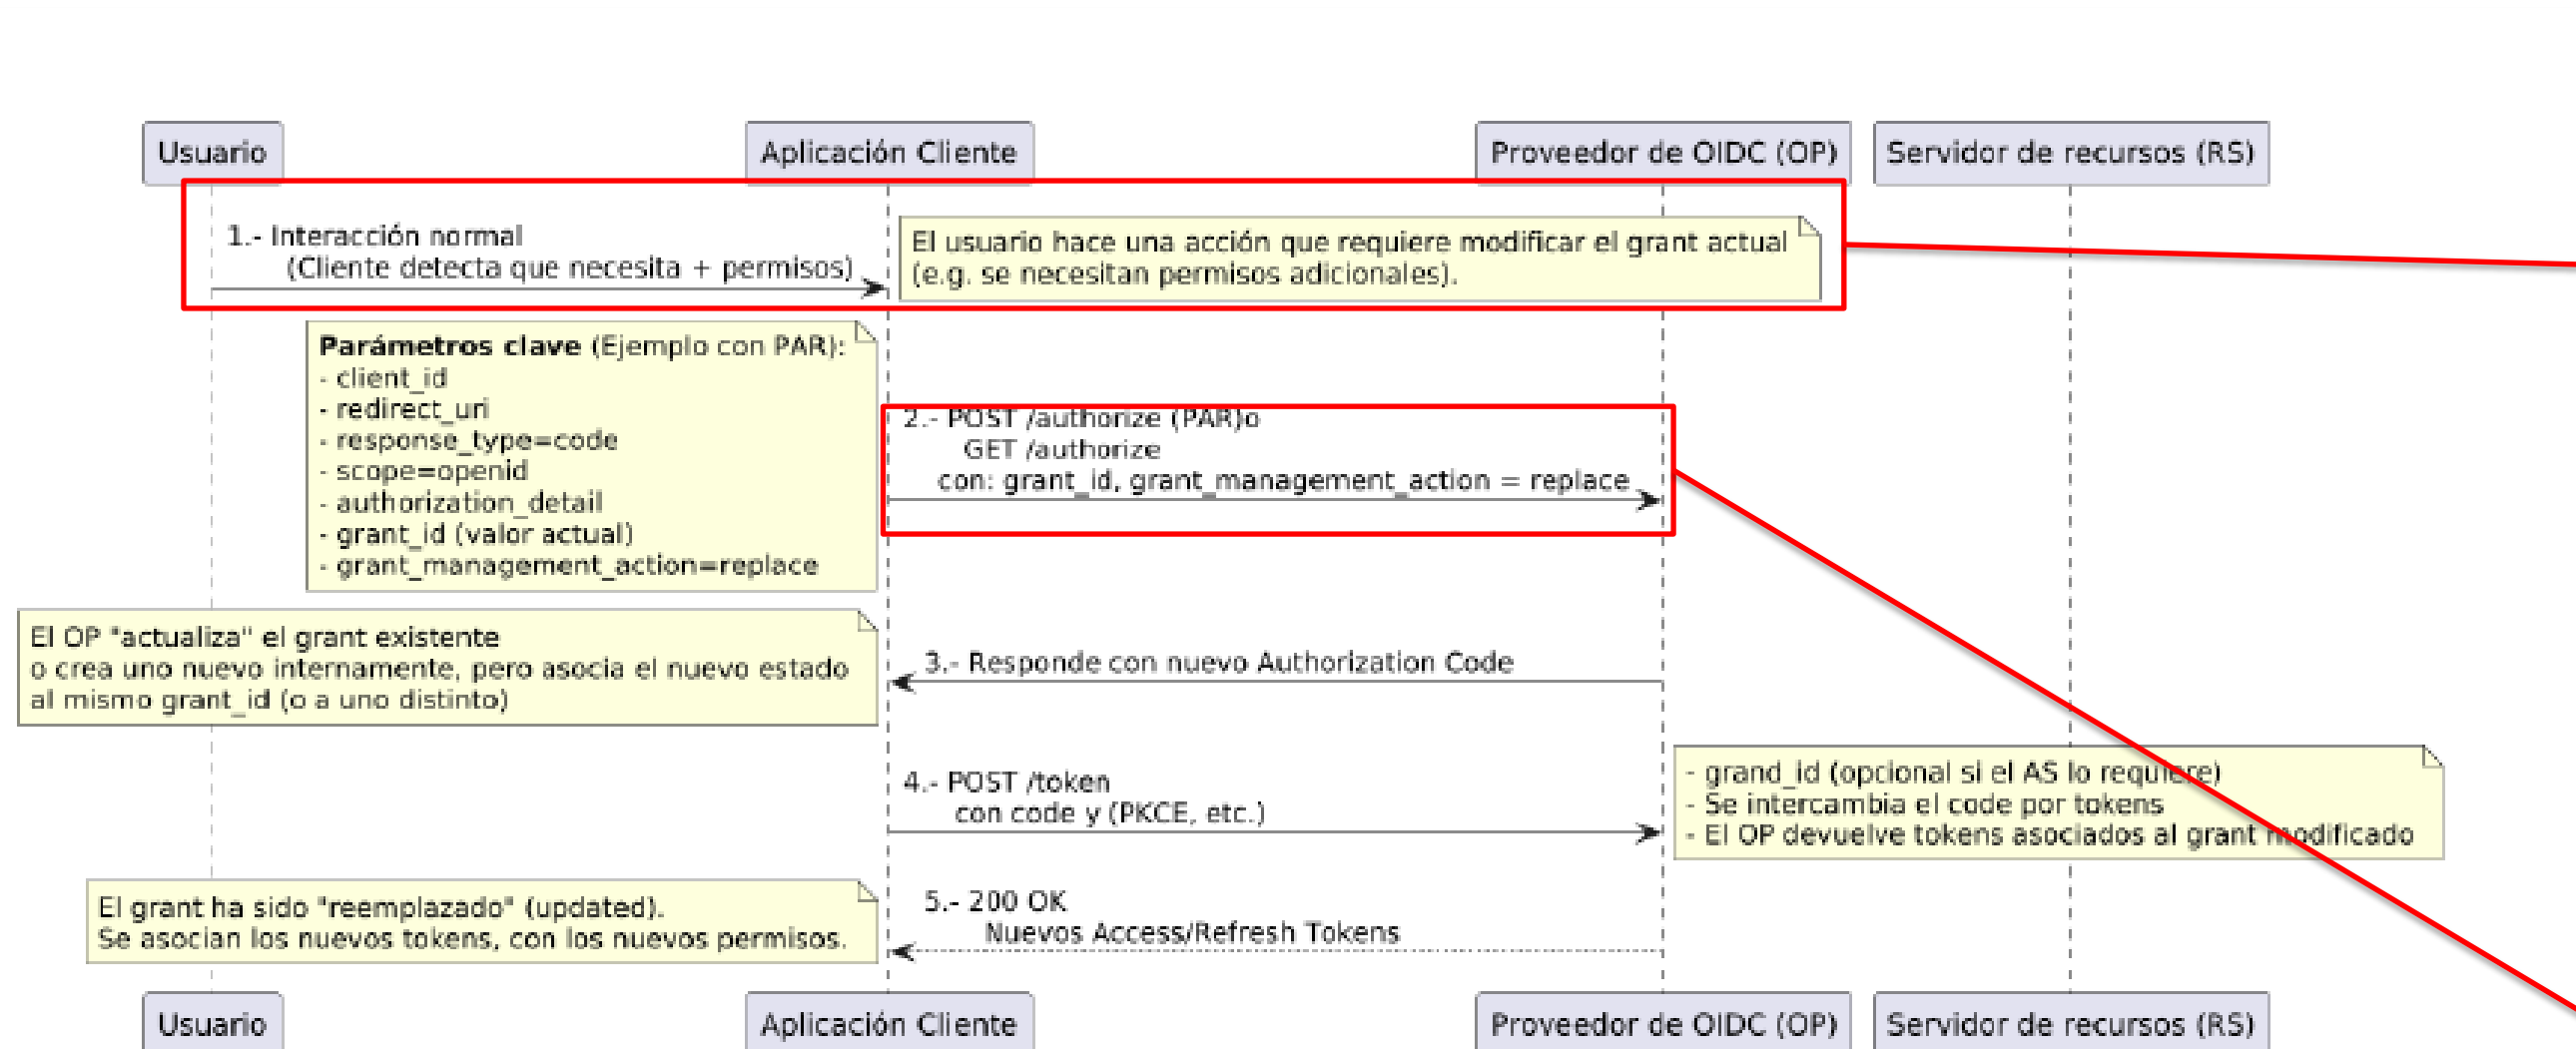 Usuario
Aplicación Cliente
Proveedor de OIDC (OP)
Servidor de recursos (RS)
1.- Interacción normal
(Cliente detecta que necesita + permisos)
El usuario hace una acción que requiere modificar el grant actual
(e.g. se necesitan permisos adicionales).
Parámetros clave (Ejemplo con PAR):
- client_id
- redirect_uri
- response_type=code
- scope=openid
- authorization_detail
- grant_id (valor actual)
- grant_management_action=replace
2.- POST /authorize (PAR)o
GET /authorize
con: grant_id, grant_management_action = replace
El OP "actualiza" el grant existente
o crea uno nuevo internamente, pero asocia el nuevo estado
al mismo grant_id (o a uno distinto)
3.- Responde con nuevo Authorization Code
4.- POST /token
con code y (PKCE, etc.)
- grand_id (opcional si el AS lo requiere)
- Se intercambia el code por tokens
- El OP devuelve tokens asociados al grant modificado
El grant ha sido "reemplazado" (updated).
Se asocian los nuevos tokens, con los nuevos permisos.
5.- 200 OK
Nuevos Access/Refresh Tokens
Usuario
Aplicación Cliente
Proveedor de OIDC (OP)
Servidor de recursos (RS)